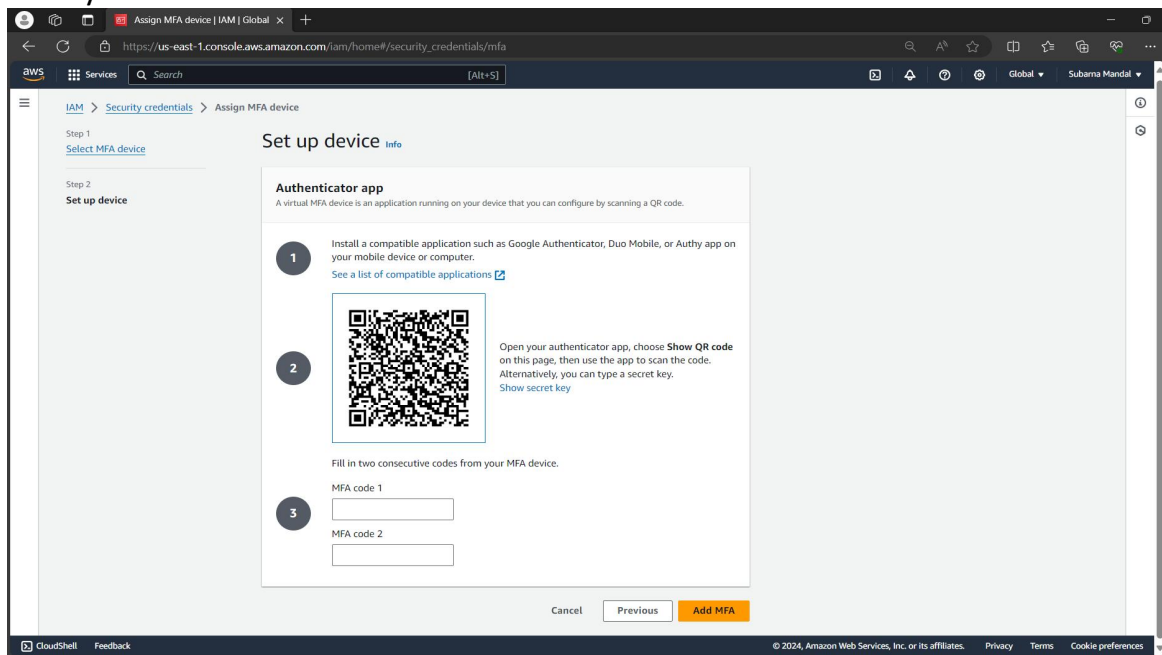 Assign MFA device | IAM | Global
https://us-east-1.console.aws.amazon.com/iam/home#/security_credentials/mfa
aws
Services
Search
[Alt+S]
Global
Subarna Mandal
IAM > Security credentials > Assign MFA device
Step 1
Select MFA device
Step 2
Set up device
Set up device Info
Authenticator app
A virtual MFA device is an application running on your device that you can configure by scanning a QR code.
1
Install a compatible application such as Google Authenticator, Duo Mobile, or Authy app on
your mobile device or computer.
See a list of compatible applications
2
Open your authenticator app, choose Show QR code
on this page, then use the app to scan the code.
Alternatively, you can type a secret key.
Show secret key
Fill in two consecutive codes from your MFA device.
3
MFA code 1
MFA code 2
Cancel
Previous
Add MFA
CloudShell
Feedback
© 2024, Amazon Web Services, Inc. or its affiliates.
Privacy
Terms
Cookie preferences